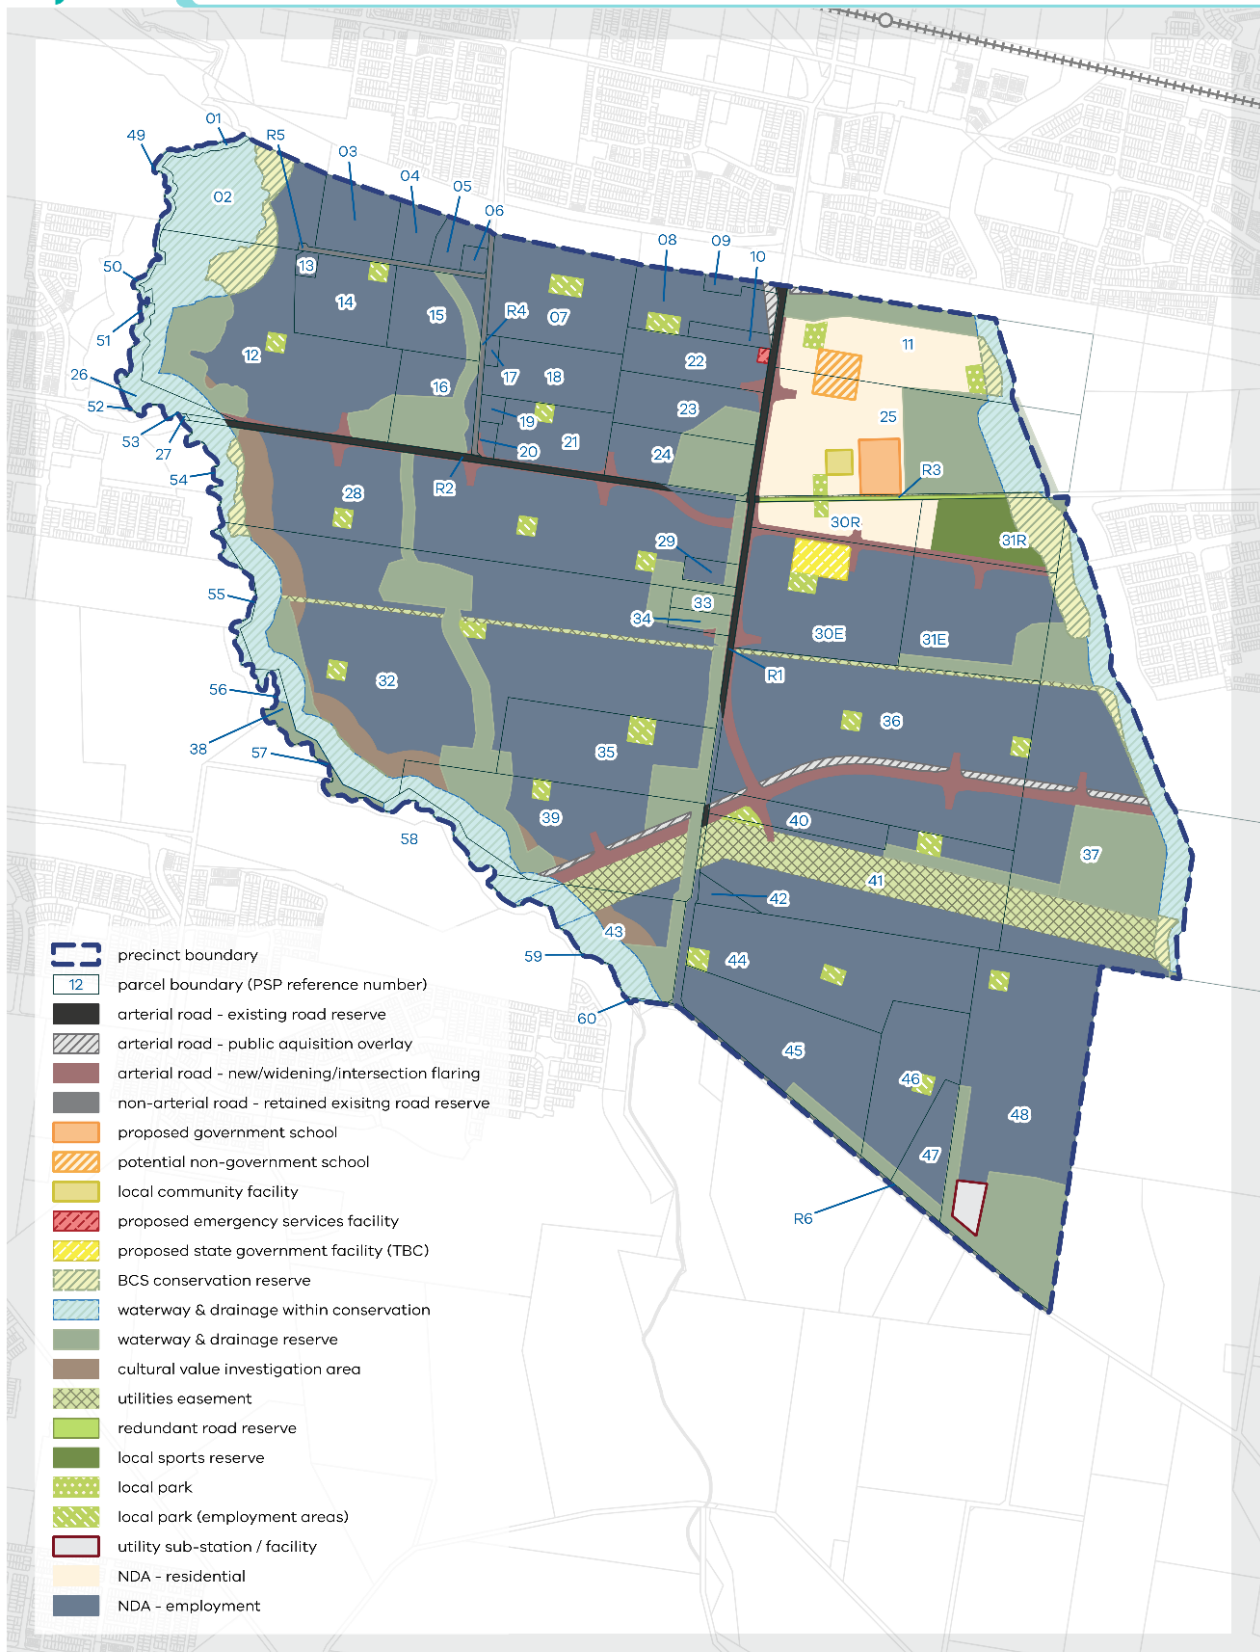 01
49
R5
03
04
05
06
02
08
09
10
50
13
14
15
R4
07
11
51
12
17
18
22
26
16
23
25
52
19
53
20
21
24
27
54
R2
R3
28
30R
29
31R
55
33
34
30E
31E
R1
56
32
36
38
57
35
39
40
58
37
41
42
43
59
44
60
45
46
48
47
R6
precinct boundary
12 parcel boundary (PSP reference number)
arterial road - existing road reserve
arterial road - public aquisition overlay
arterial road - new/widening/intersection flaring
non-arterial road - retained exisitng road reserve
proposed government school
potential non-government school
local community facility
proposed emergency services facility
proposed state government facility (TBC)
BCS conservation reserve
waterway & drainage within conservation
waterway & drainage reserve
cultural value investigation area
utilities easement
redundant road reserve
local sports reserve
local park
local park (employment areas)
utility sub-station / facility
NDA - residential
NDA - employment